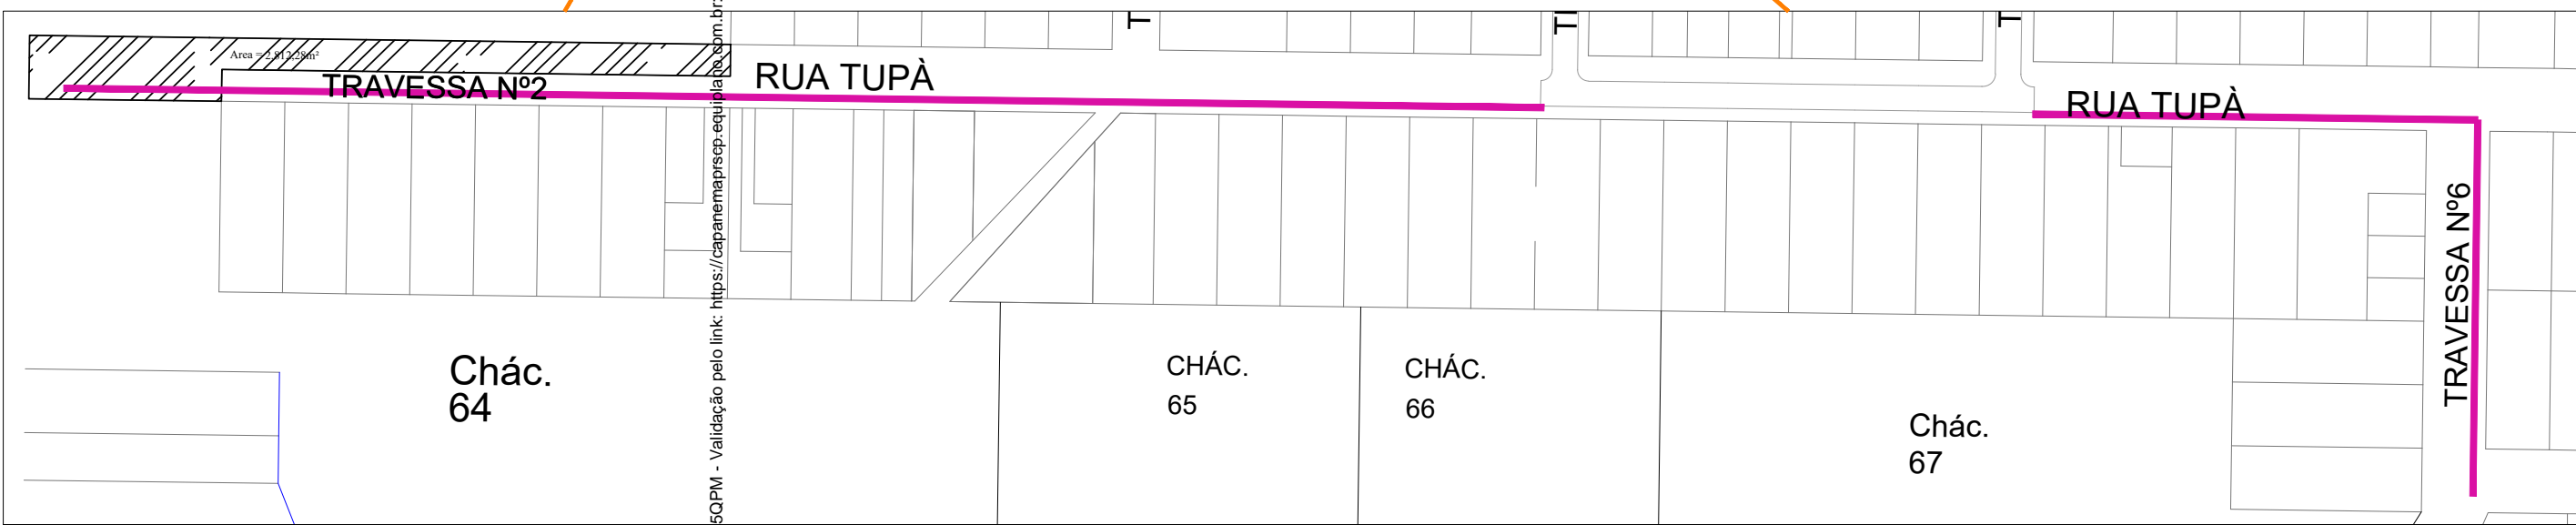 Area = 2.812,28m²
TRAVESSA Nº2
RUA TUPÀ
RUA TUPÀ
TRAVESSA Nº6
5QPM - Validação pelo link: https://capanemaprscp.equiplano.com.br:
Chác.
64
CHÁC.
65
CHÁC.
66
Chác.
67